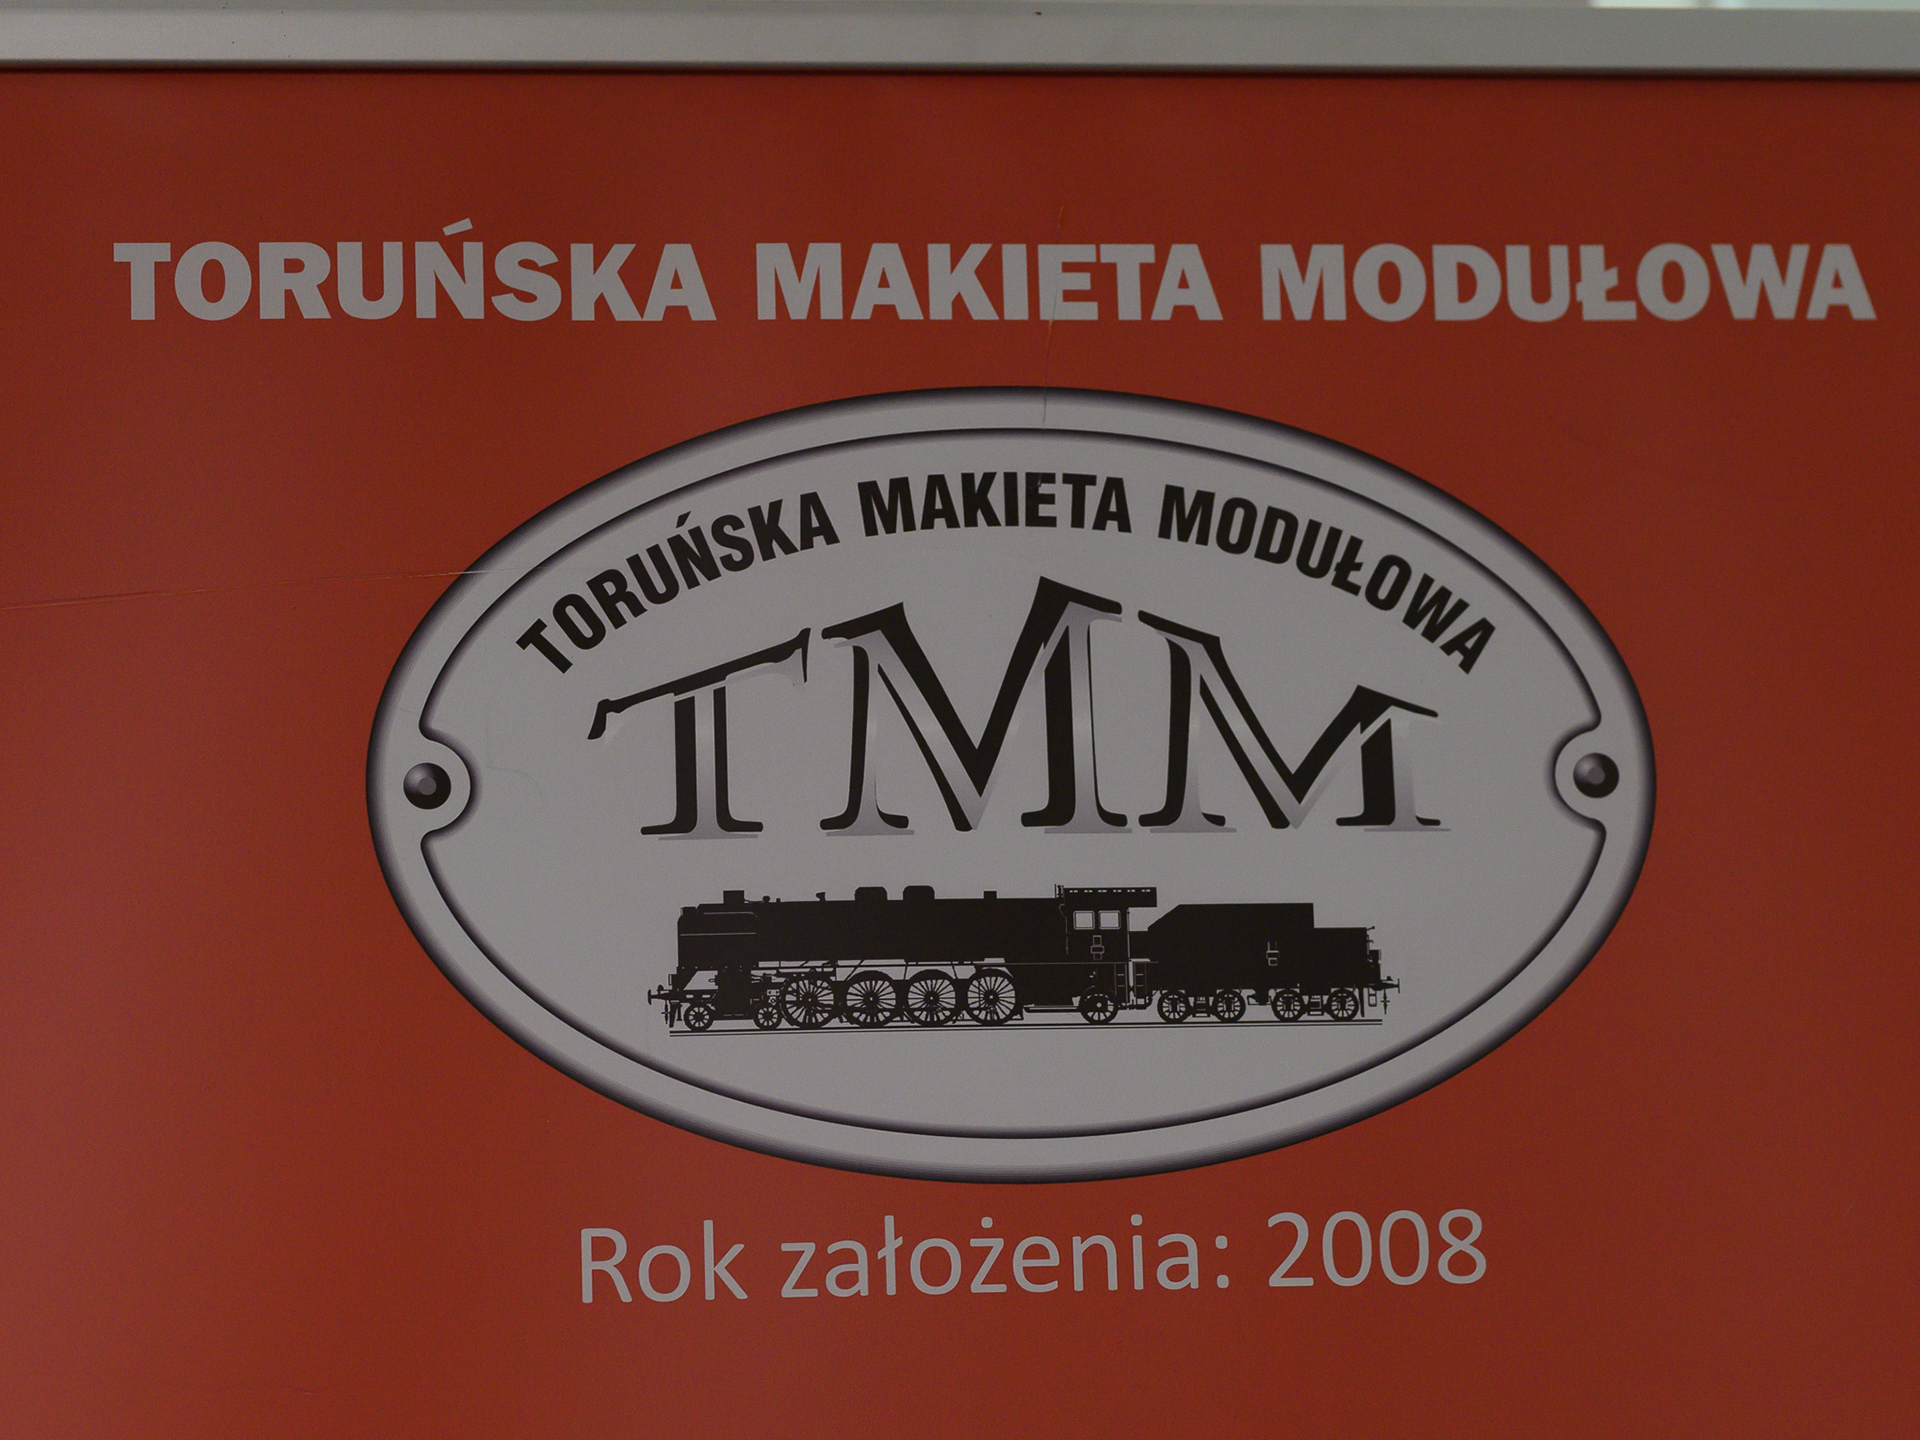 TORUŃSKA MAKIETA MODUŁOWA
TORUŃSKA MAKIETA MODUŁOWA
TMM
Rok założenia: 2008